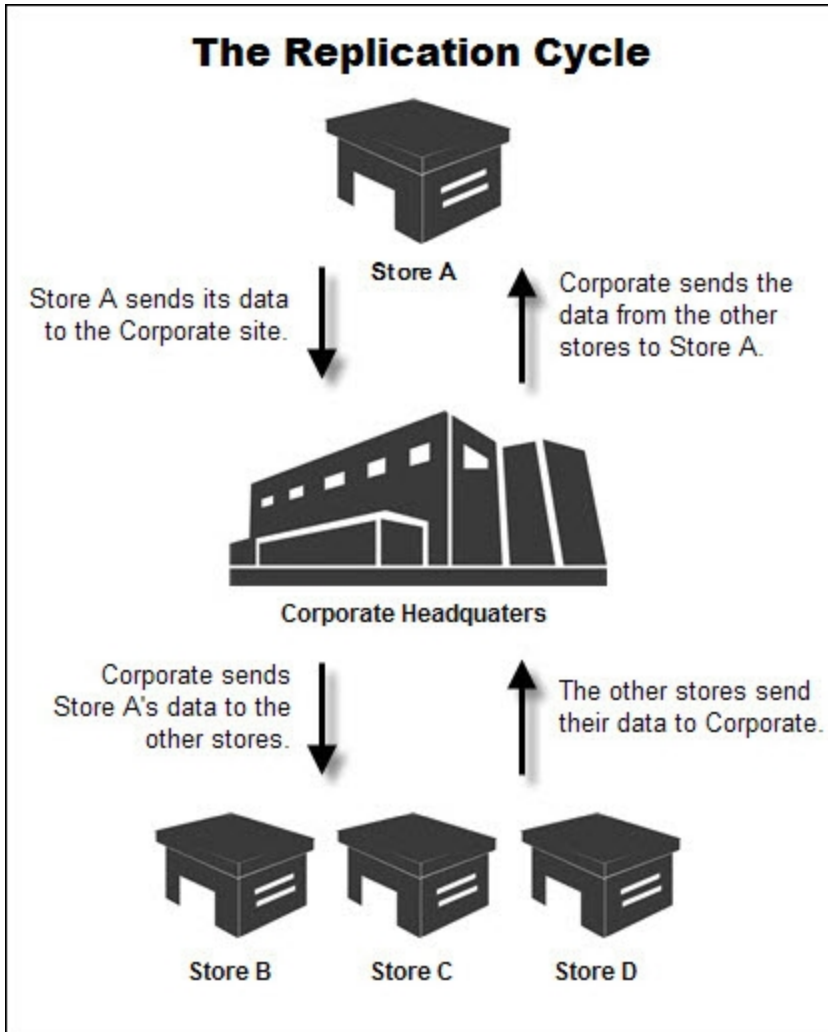 The Replication Cycle
Store A
Store A sends its data
to the Corporate site.
Corporate sends the
data from the other
stores to Store A.
Corporate Headquaters
Corporate sends
Store A's data to the
other stores.
The other stores send
their data to Corporate.
Store B
Store C
Store D